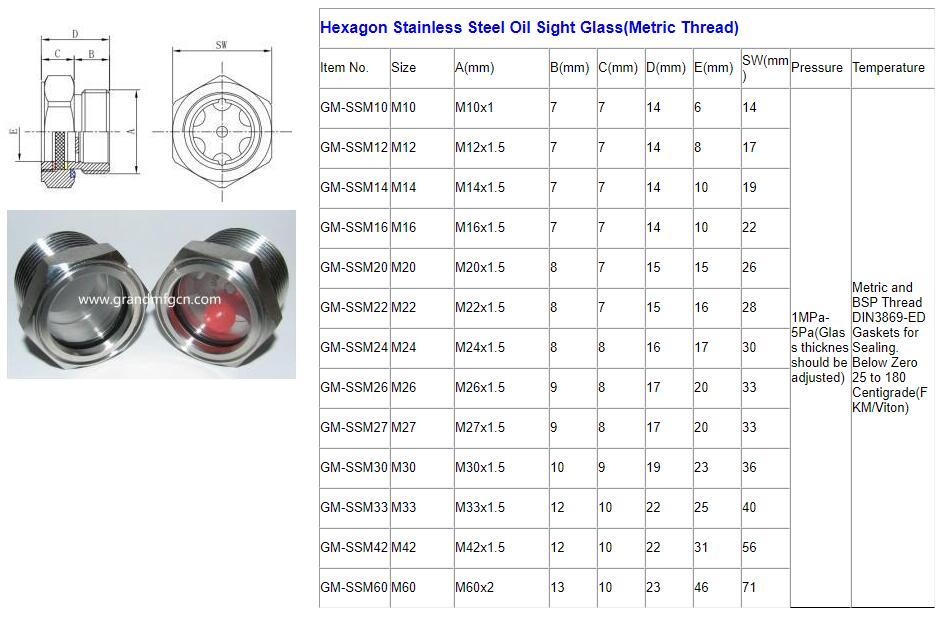 D
C B
E
A
SW
www.grandmfgcn.com
Hexagon Stainless Steel Oil Sight Glass(Metric Thread)
Item No. Size A(mm) B(mm) C(mm) D(mm) E(mm) SW(mm) Pressure Temperature
GM-SSM10 M10 M10x1 7 7 14 6 14
GM-SSM12 M12 M12x1.5 7 7 14 8 17
GM-SSM14 M14 M14x1.5 7 7 14 10 19
GM-SSM16 M16 M16x1.5 7 7 14 10 22
GM-SSM20 M20 M20x1.5 8 7 15 15 26
GM-SSM22 M22 M22x1.5 8 7 15 16 28
GM-SSM24 M24 M24x1.5 8 8 16 17 30
GM-SSM26 M26 M26x1.5 9 8 17 20 33
GM-SSM27 M27 M27x1.5 9 8 17 20 33
GM-SSM30 M30 M30x1.5 10 9 19 23 36
GM-SSM33 M33 M33x1.5 12 10 22 25 40
GM-SSM42 M42 M42x1.5 12 10 22 31 56
GM-SSM60 M60 M60x2 13 10 23 46 71
1MPa-
5Pa(Glas
s thicknes
should be
adjusted)
Metric and
BSP Thread
DIN3869-ED
Gaskets for
Sealing.
Below Zero
25 to 180
Centigrade(F
KM/Viton)